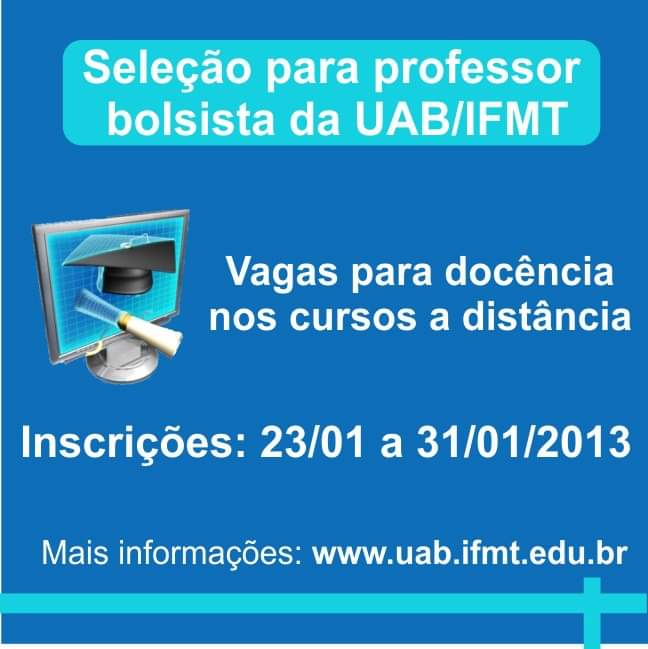 Seleção para professor
bolsista da UAB/IFMT
Vagas para docência
nos cursos a distância
Inscrições: 23/01 a 31/01/2013
Mais informações: www.uab.ifmt.edu.br